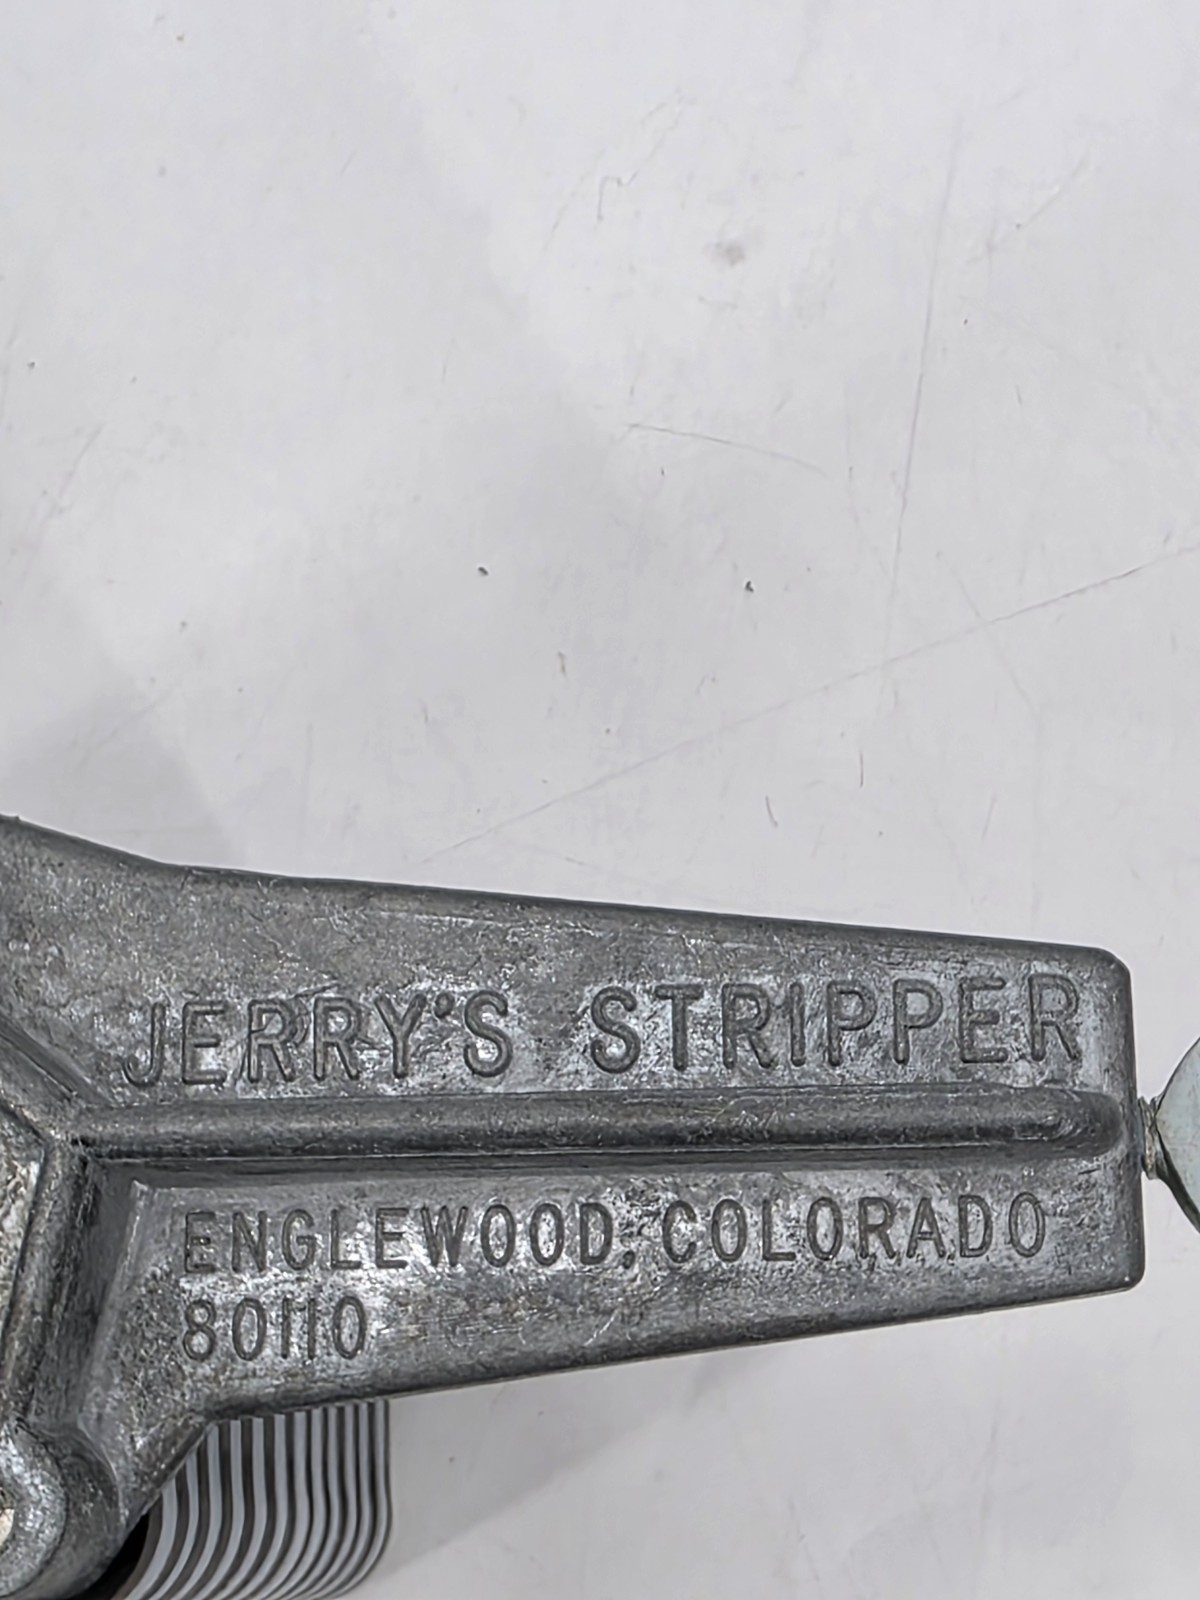 JERRY'S STRIPPER
ENGLEWOOD, COLORADO
80110